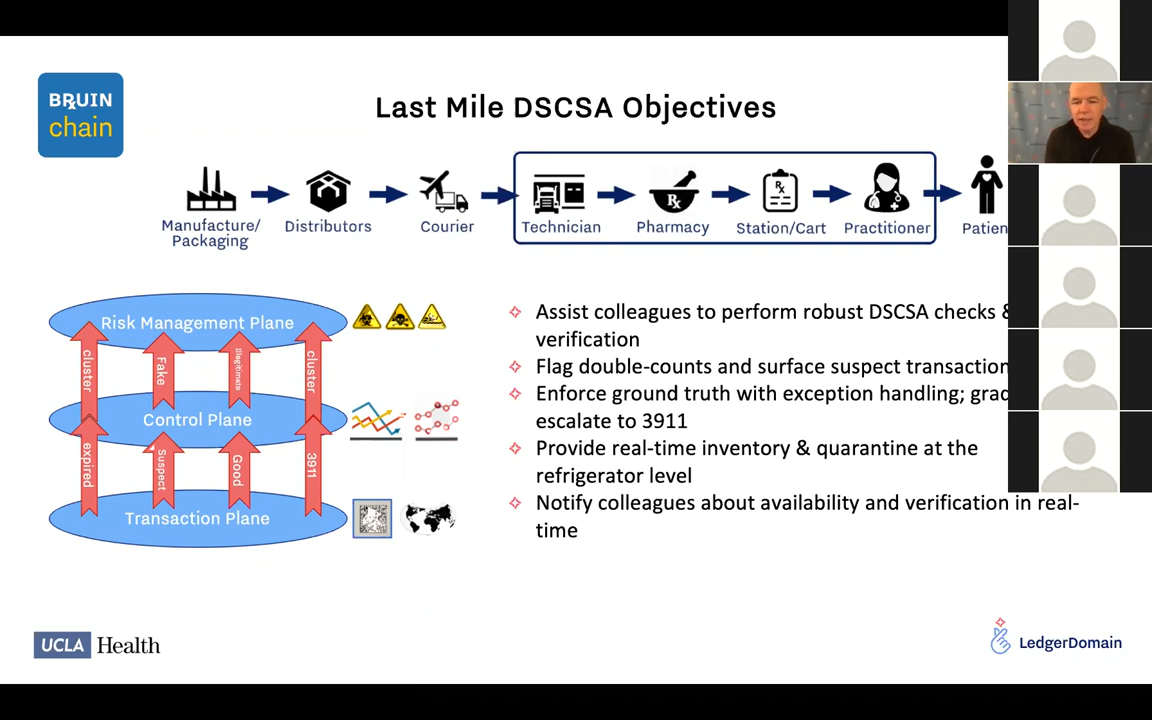 BRUIN
chain
Last Mile DSCSA Objectives
Manufacture/
Packaging
Distributors
Courier
Technician
Pharmacy
Station/Cart
Practitioner
Patien
Rx
Rx
Risk Management Plane
cluster
Fake
Illegitimate
cluster
Control Plane
expired
Suspect
Good
3911
Transaction Plane
Assist colleagues to perform robust DSCSA checks &
verification
Flag double-counts and surface suspect transaction
Enforce ground truth with exception handling; grad
escalate to 3911
Provide real-time inventory & quarantine at the
refrigerator level
Notify colleagues about availability and verification in real-
time
UCLA Health
LedgerDomain